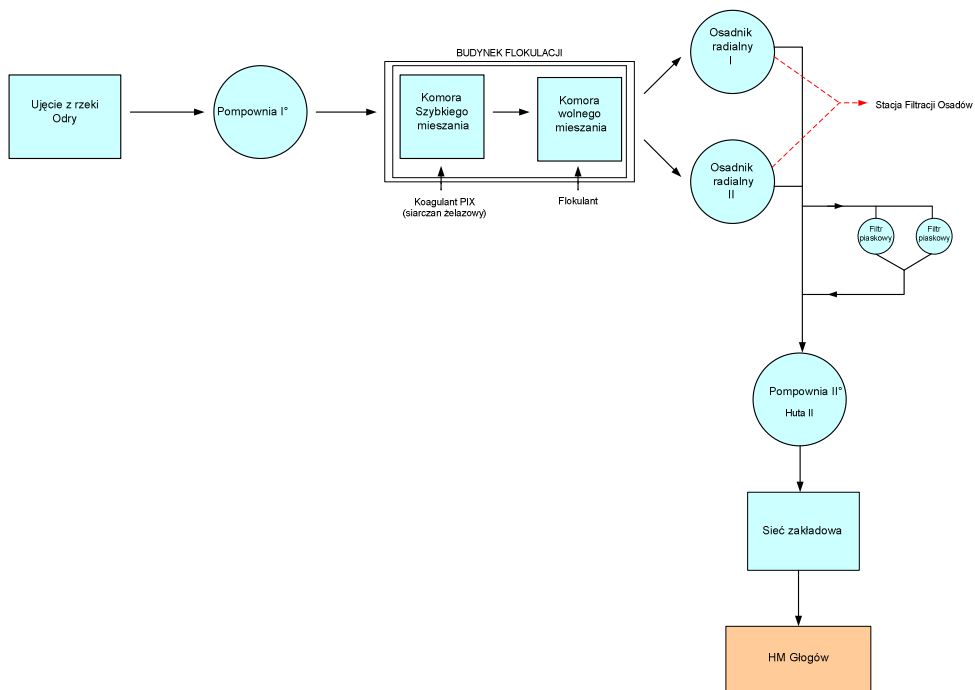 Ujęcie z rzeki
Odry
Pompownia I°
BUDYNEK FLOKULACJI
Komora
Szybkiego
mieszania
Komora
wolnego
mieszania
Koagulant PIX
(siarczan żelazowy)
Flokulant
Osadnik
radialny
I
Osadnik
radialny
II
Stacja Filtracji Osadów
Filtr
piaskowy
Filtr
piaskowy
Pompownia II°
Huta II
Sieć zakładowa
HM Głogów